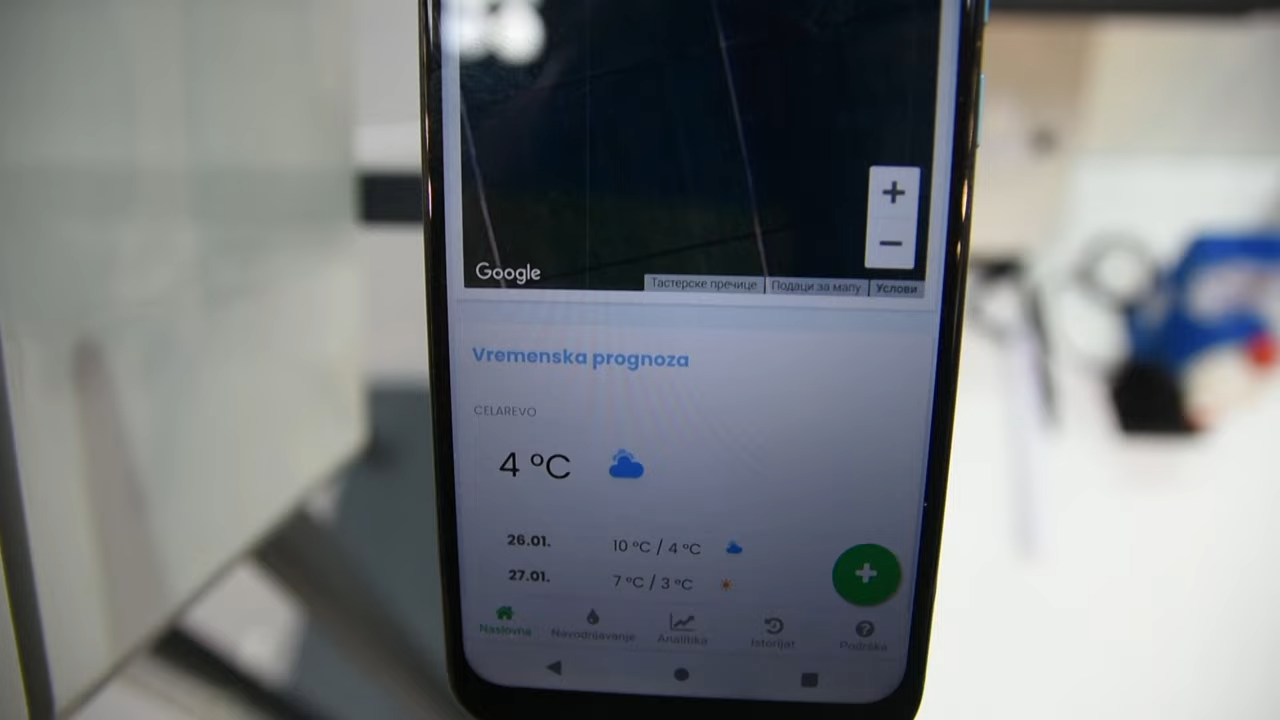 +
−
Google
Тастерске пречице
Подаци за мапу
Услови
Vremenska prognoza
CELAREVO
4 °C
26.01.
10 °C / 4 °C
27.01.
7 °C / 3 °C
+
Naslovna
Navodnjavanje
Analitika
Istorijat
Podrška